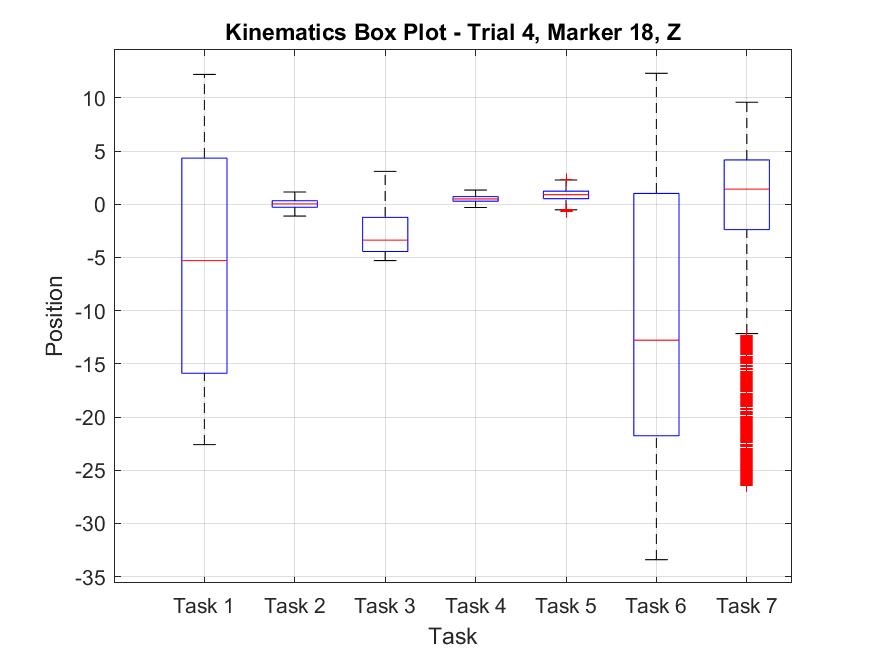 Kinematics Box Plot - Trial 4, Marker 18, Z
10
5
0
-5
-10
-15
-20
-25
-30
-35
Position
Task 1 Task 2 Task 3 Task 4 Task 5 Task 6 Task 7
Task